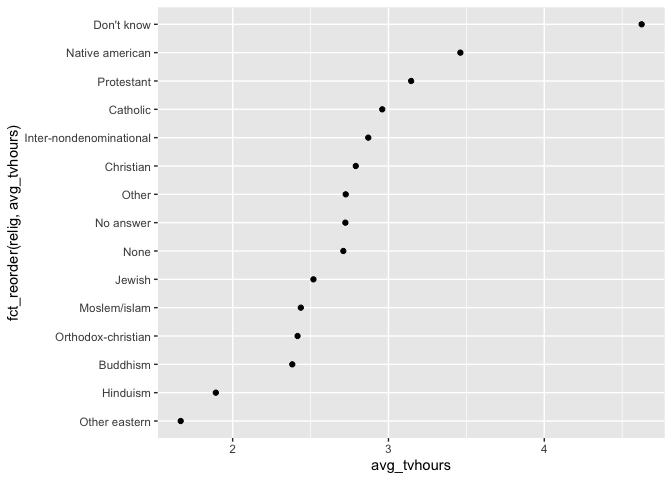 Don't know
Native american
Protestant
Catholic
Inter-nondenominational
Christian
Other
No answer
None
Jewish
Moslem/islam
Orthodox-christian
Buddhism
Hinduism
Other eastern
fct_reorder(relig, avg_tvhours)
2 3 4
avg_tvhours